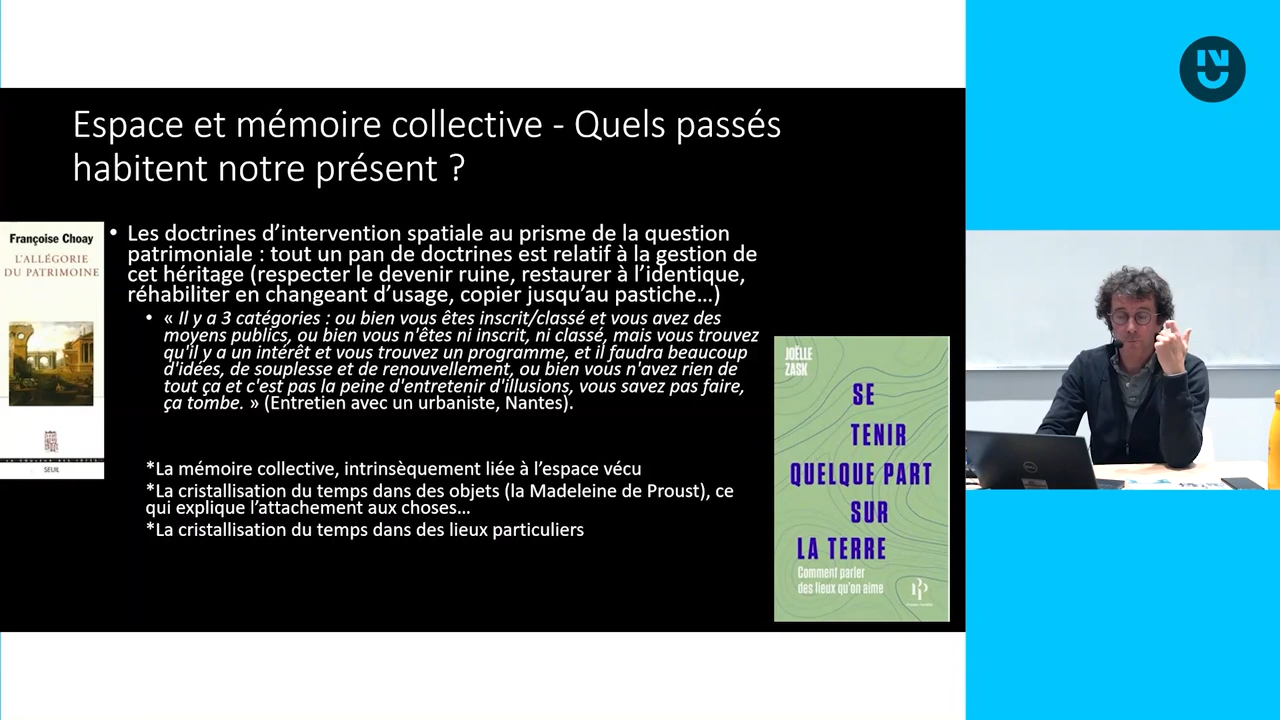 Espace et mémoire collective - Quels passés
habitent notre présent ?
Françoise Choay
L'ALLÉGORIE
DU PATRIMOINE
SEUIL
• Les doctrines d'intervention spatiale au prisme de la question
patrimoniale : tout un pan de doctrines est relatif à la gestion de
cet héritage (respecter le devenir ruine, restaurer à l'identique,
réhabiliter en changeant d'usage, copier jusqu'au pastiche…)
• « Il y a 3 catégories : ou bien vous êtes inscrit/classé et vous avez des
moyens publics, ou bien vous n'êtes ni inscrit, ni classé, mais vous trouvez
qu'il y a un intérêt et vous trouvez un programme, et il faudra beaucoup
d'idées, de souplesse et de renouvellement, ou bien vous n'avez rien de
tout ça et c'est pas la peine d'entretenir d'illusions, vous savez pas faire,
ça tombe. » (Entretien avec un urbaniste, Nantes).
*La mémoire collective, intrinsèquement liée à l'espace vécu
*La cristallisation du temps dans des objets (la Madeleine de Proust), ce
qui explique l'attachement aux choses…
*La cristallisation du temps dans des lieux particuliers
JOËLLE
ZASK
SE
TENIR
QUELQUE PART
SUR
LA TERRE
Comment parler
des lieux qu'on aime
DELL